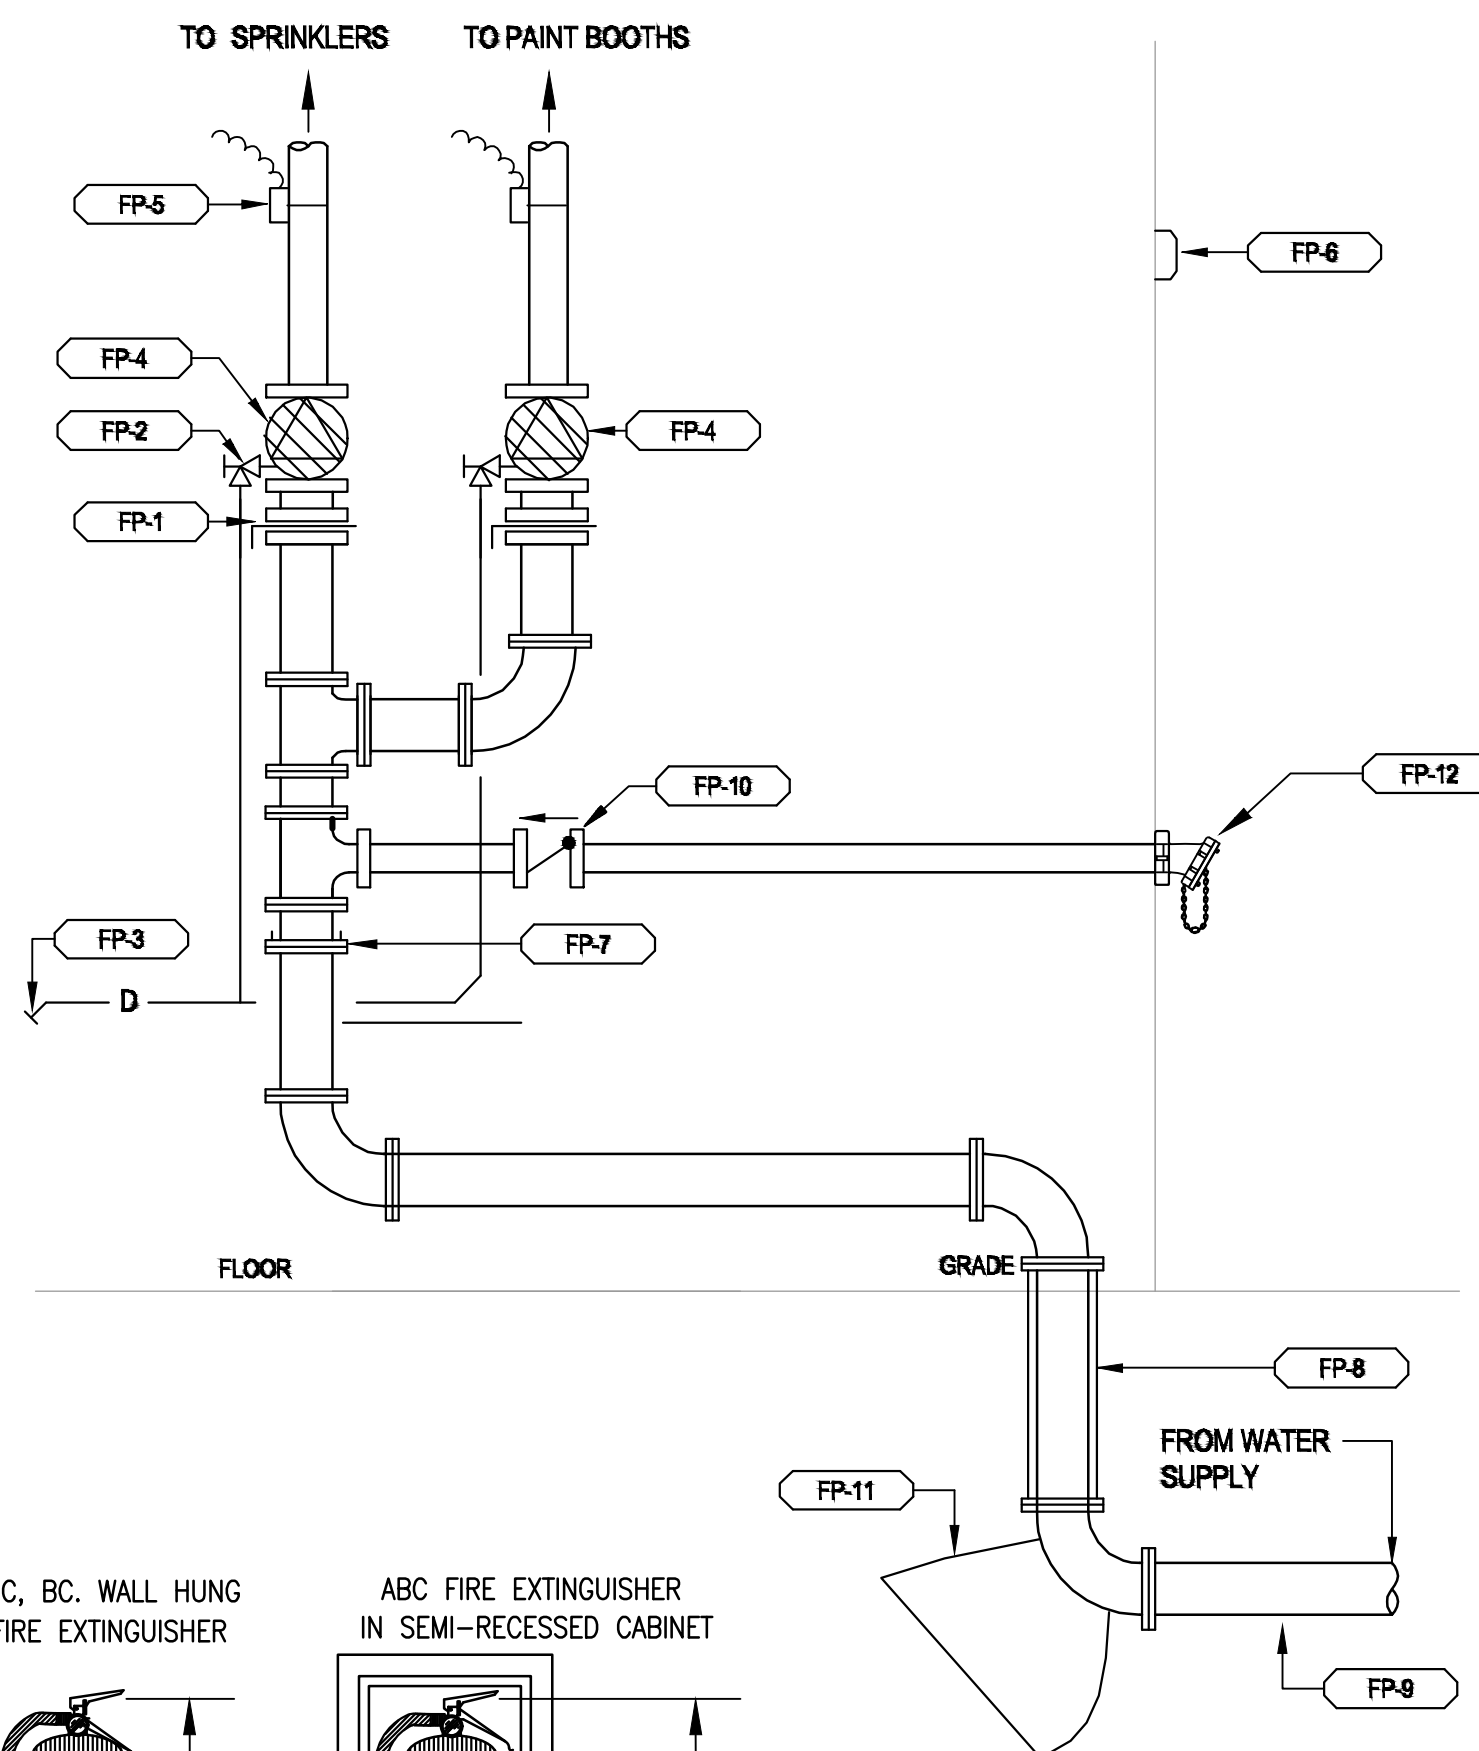 TO SPRINKLERS
TO PAINT BOOTHS
FP-5
FP-6
FP-4
FP-2
FP-4
FP-1
FP-10
FP-12
FP-3
FP-7
D
FLOOR
GRADE
FP-8
FROM WATER
SUPPLY
FP-11
C, BC. WALL HUNG
FIRE EXTINGUISHER
ABC FIRE EXTINGUISHER
IN SEMI-RECESSED CABINET
FP-9